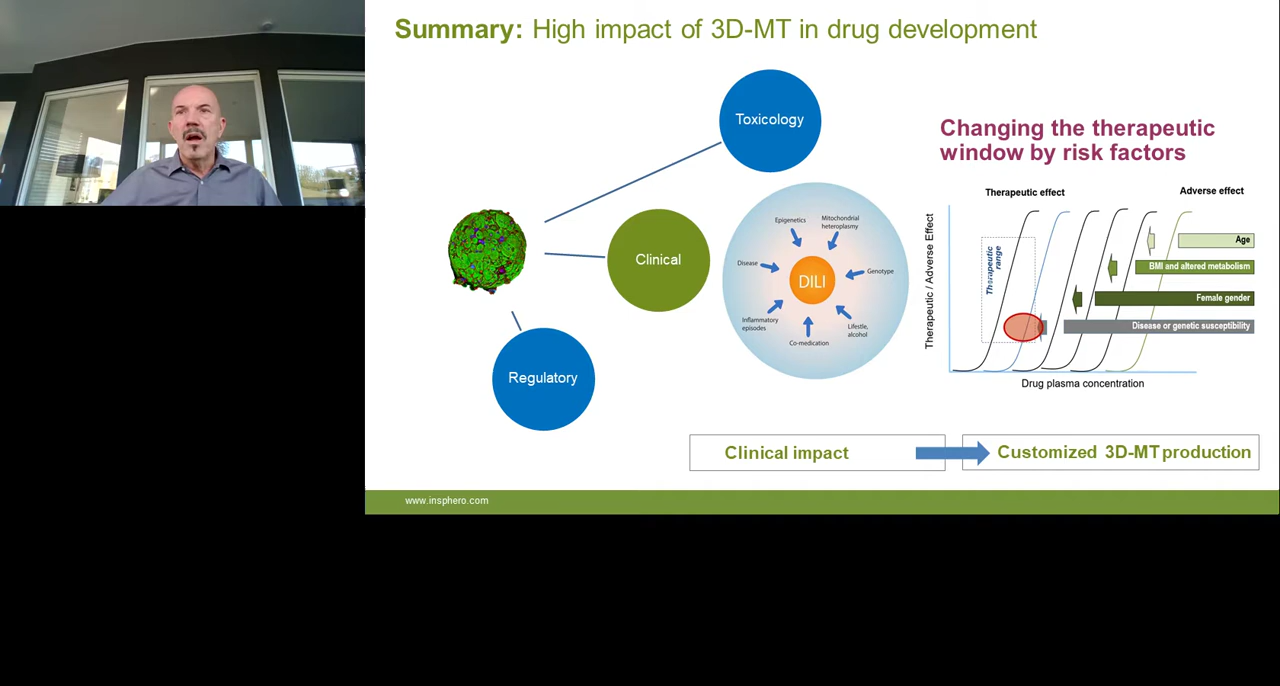 Summary: High impact of 3D-MT in drug development
Toxicology
Clinical
Regulatory
Epigenetics
Mitochondrial
heteroplasmy
Disease
Genotype
DILI
Inflammatory
episodes
Lifestle,
alcohol
Co-medication
Changing the therapeutic
window by risk factors
Therapeutic effect
Adverse effect
Therapeutic / Adverse Effect
Therapeutic
range
Age
BMI and altered metabolism
Female gender
Disease or genetic susceptibility
Drug plasma concentration
Clinical impact
Customized 3D-MT production
www.insphero.com